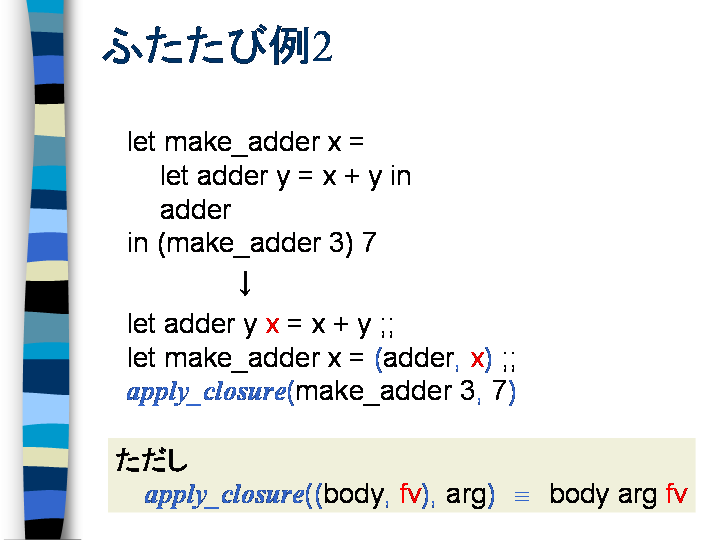 ふたたび例2
let make_adder x =
let adder y = x + y in
adder
in (make_adder 3) 7
↓
let adder y x = x + y ;;
let make_adder x = (adder, x) ;;
apply_closure(make_adder 3, 7)
ただし
apply_closure((body, fv), arg) ≡ body arg fv